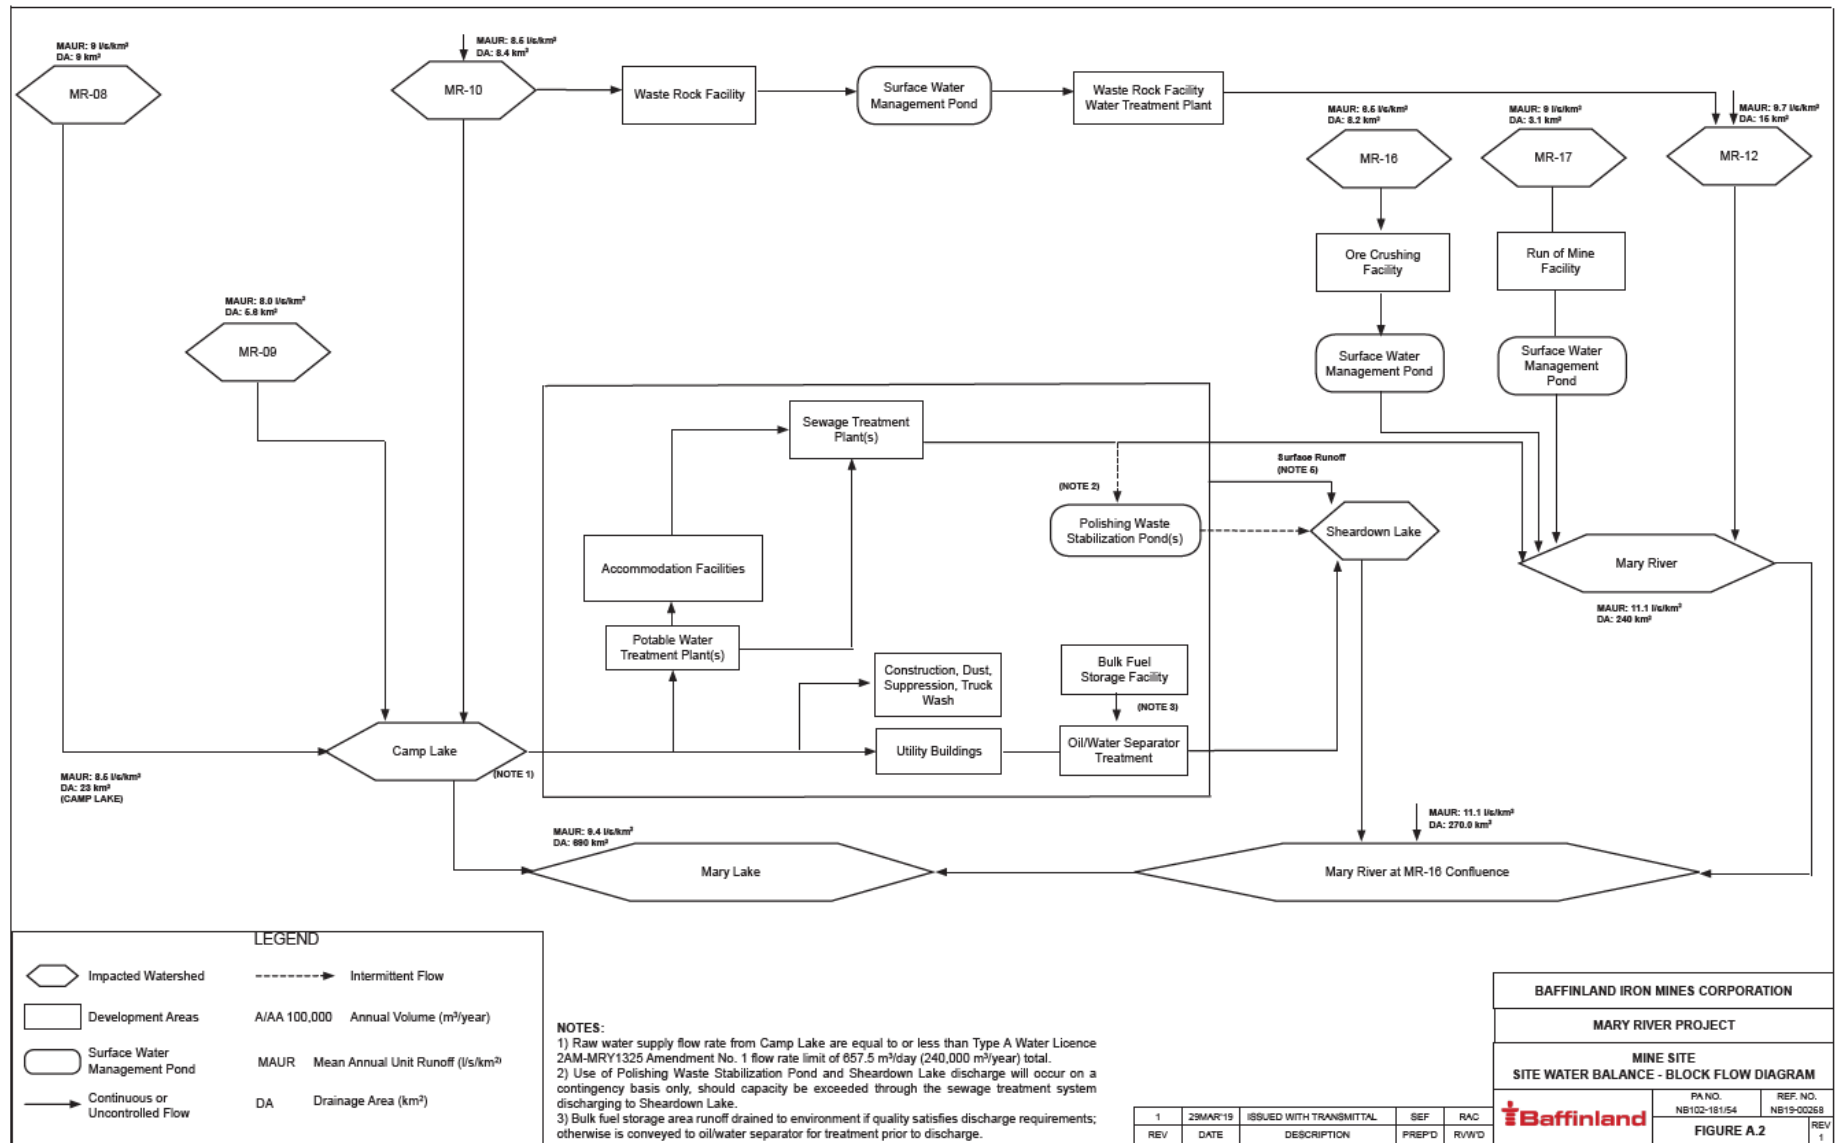 MAUR: 9 l/s/km²
DA: 9 km²
MR-08
MAUR: 8.5 l/s/km²
DA: 8.4 km²
MR-10
Waste Rock Facility
Surface Water
Management Pond
Waste Rock Facility
Water Treatment Plant
MAUR: 8.5 l/s/km²
DA: 8.2 km²
MR-16
MAUR: 9 l/s/km²
DA: 3.1 km²
MR-17
MAUR: 9.7 l/s/km²
DA: 15 km²
MR-12
Ore Crushing
Facility
Run of Mine
Facility
MAUR: 8.0 l/s/km²
DA: 5.6 km²
MR-09
Surface Water
Management Pond
Surface Water
Management
Pond
Sewage Treatment
Plant(s)
Surface Runoff
(NOTE 5)
(NOTE 2)
Polishing Waste
Stabilization Pond(s)
Sheardown Lake
Accommodation Facilities
Mary River
MAUR: 11.1 l/s/km²
DA: 240 km²
Potable Water
Treatment Plant(s)
Construction, Dust,
Suppression, Truck
Wash
Bulk Fuel
Storage Facility
(NOTE 3)
Camp Lake
(NOTE 1)
Utility Buildings
Oil/Water Separator
Treatment
MAUR: 8.5 l/s/km²
DA: 23 km²
(CAMP LAKE)
MAUR: 9.4 l/s/km²
DA: 690 km²
Mary Lake
MAUR: 11.1 l/s/km²
DA: 270.0 km²
Mary River at MR-16 Confluence
LEGEND
Impacted Watershed
Intermittent Flow
Development Areas
A/AA 100,000 Annual Volume (m³/year)
Surface Water
Management Pond
MAUR Mean Annual Unit Runoff (l/s/km²)
Continuous or
Uncontrolled Flow
DA Drainage Area (km²)
NOTES:
1) Raw water supply flow rate from Camp Lake are equal to or less than Type A Water Licence
2AM-MRY1325 Amendment No. 1 flow rate limit of 657.5 m³/day (240,000 m³/year) total.
2) Use of Polishing Waste Stabilization Pond and Sheardown Lake discharge will occur on a
contingency basis only, should capacity be exceeded through the sewage treatment system
discharging to Sheardown Lake.
3) Bulk fuel storage area runoff drained to environment if quality satisfies discharge requirements;
otherwise is conveyed to oil/water separator for treatment prior to discharge.
1 29MAR'19 ISSUED WITH TRANSMITTAL SEF RAC
REV DATE DESCRIPTION PREP'D RVW'D
BAFFINLAND IRON MINES CORPORATION
MARY RIVER PROJECT
MINE SITE
SITE WATER BALANCE - BLOCK FLOW DIAGRAM
Baffinland
P/A NO.
NB102-181/54
REF. NO.
NB19-00268
FIGURE A.2
REV
1